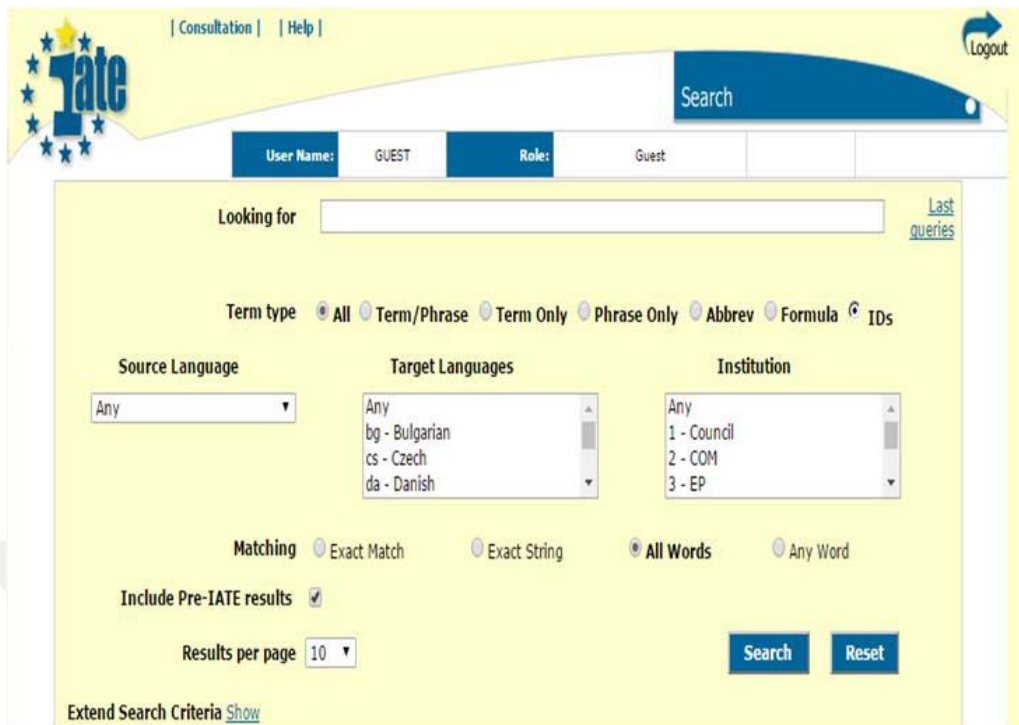 | Consultation | | Help |
Logout
Iate
Search
User Name: GUEST Role: Guest
Looking for
Last
queries
Term type All Term/Phrase Term Only Phrase Only Abbrev Formula IDs
Source Language Target Languages Institution
Any Any Any
bg - Bulgarian 1 - Council
cs - Czech 2 - COM
da - Danish 3 - EP
Matching Exact Match Exact String All Words Any Word
Include Pre-IATE results
Results per page 10 Search Reset
Extend Search Criteria Show